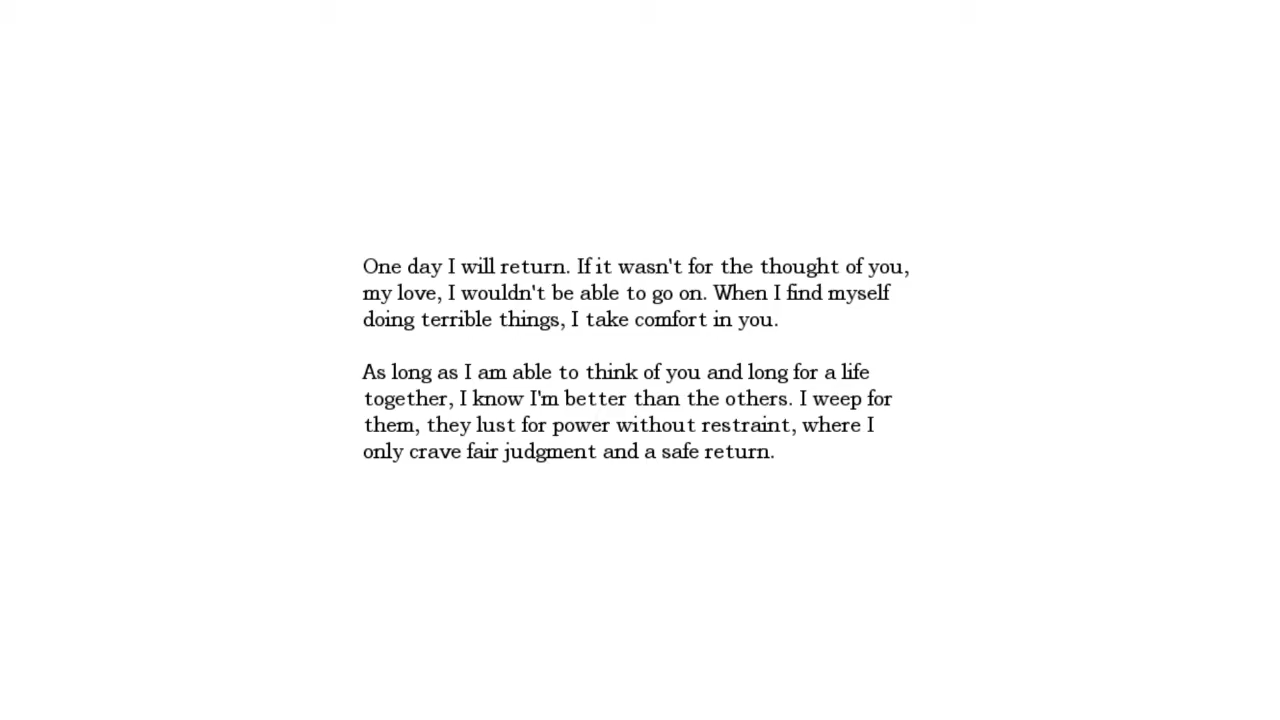 One day I will return. If it wasn't for the thought of you,
my love, I wouldn't be able to go on. When I find myself
doing terrible things, I take comfort in you.
As long as I am able to think of you and long for a life
together, I know I'm better than the others. I weep for
them, they lust for power without restraint, where I
only crave fair judgment and a safe return.